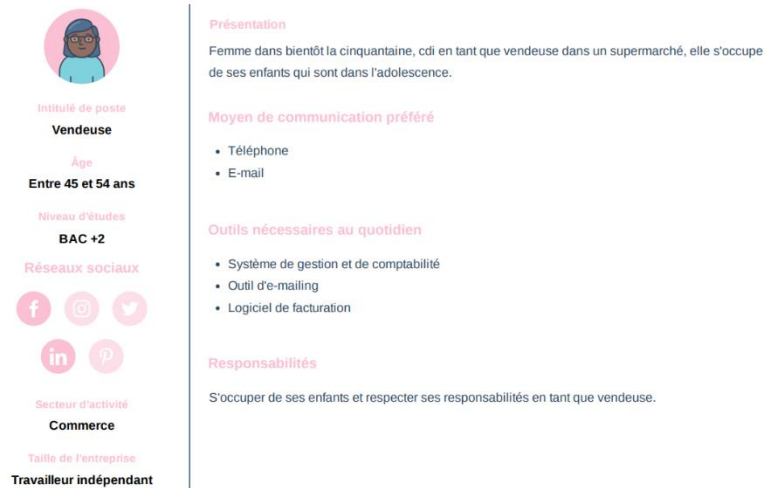 Intitulé de poste
Vendeuse
Âge
Entre 45 et 54 ans
Niveau d'études
BAC +2
Réseaux sociaux
f
in
Secteur d'activité
Commerce
Taille de l'entreprise
Travailleur indépendant
Présentation
Femme dans bientôt la cinquantaine, cdi en tant que vendeuse dans un supermarché, elle s'occupe
de ses enfants qui sont dans l'adolescence.
Moyen de communication préféré
• Téléphone
• E-mail
Outils nécessaires au quotidien
• Système de gestion et de comptabilité
• Outil d'e-mailing
• Logiciel de facturation
Responsabilités
S'occuper de ses enfants et respecter ses responsabilités en tant que vendeuse.